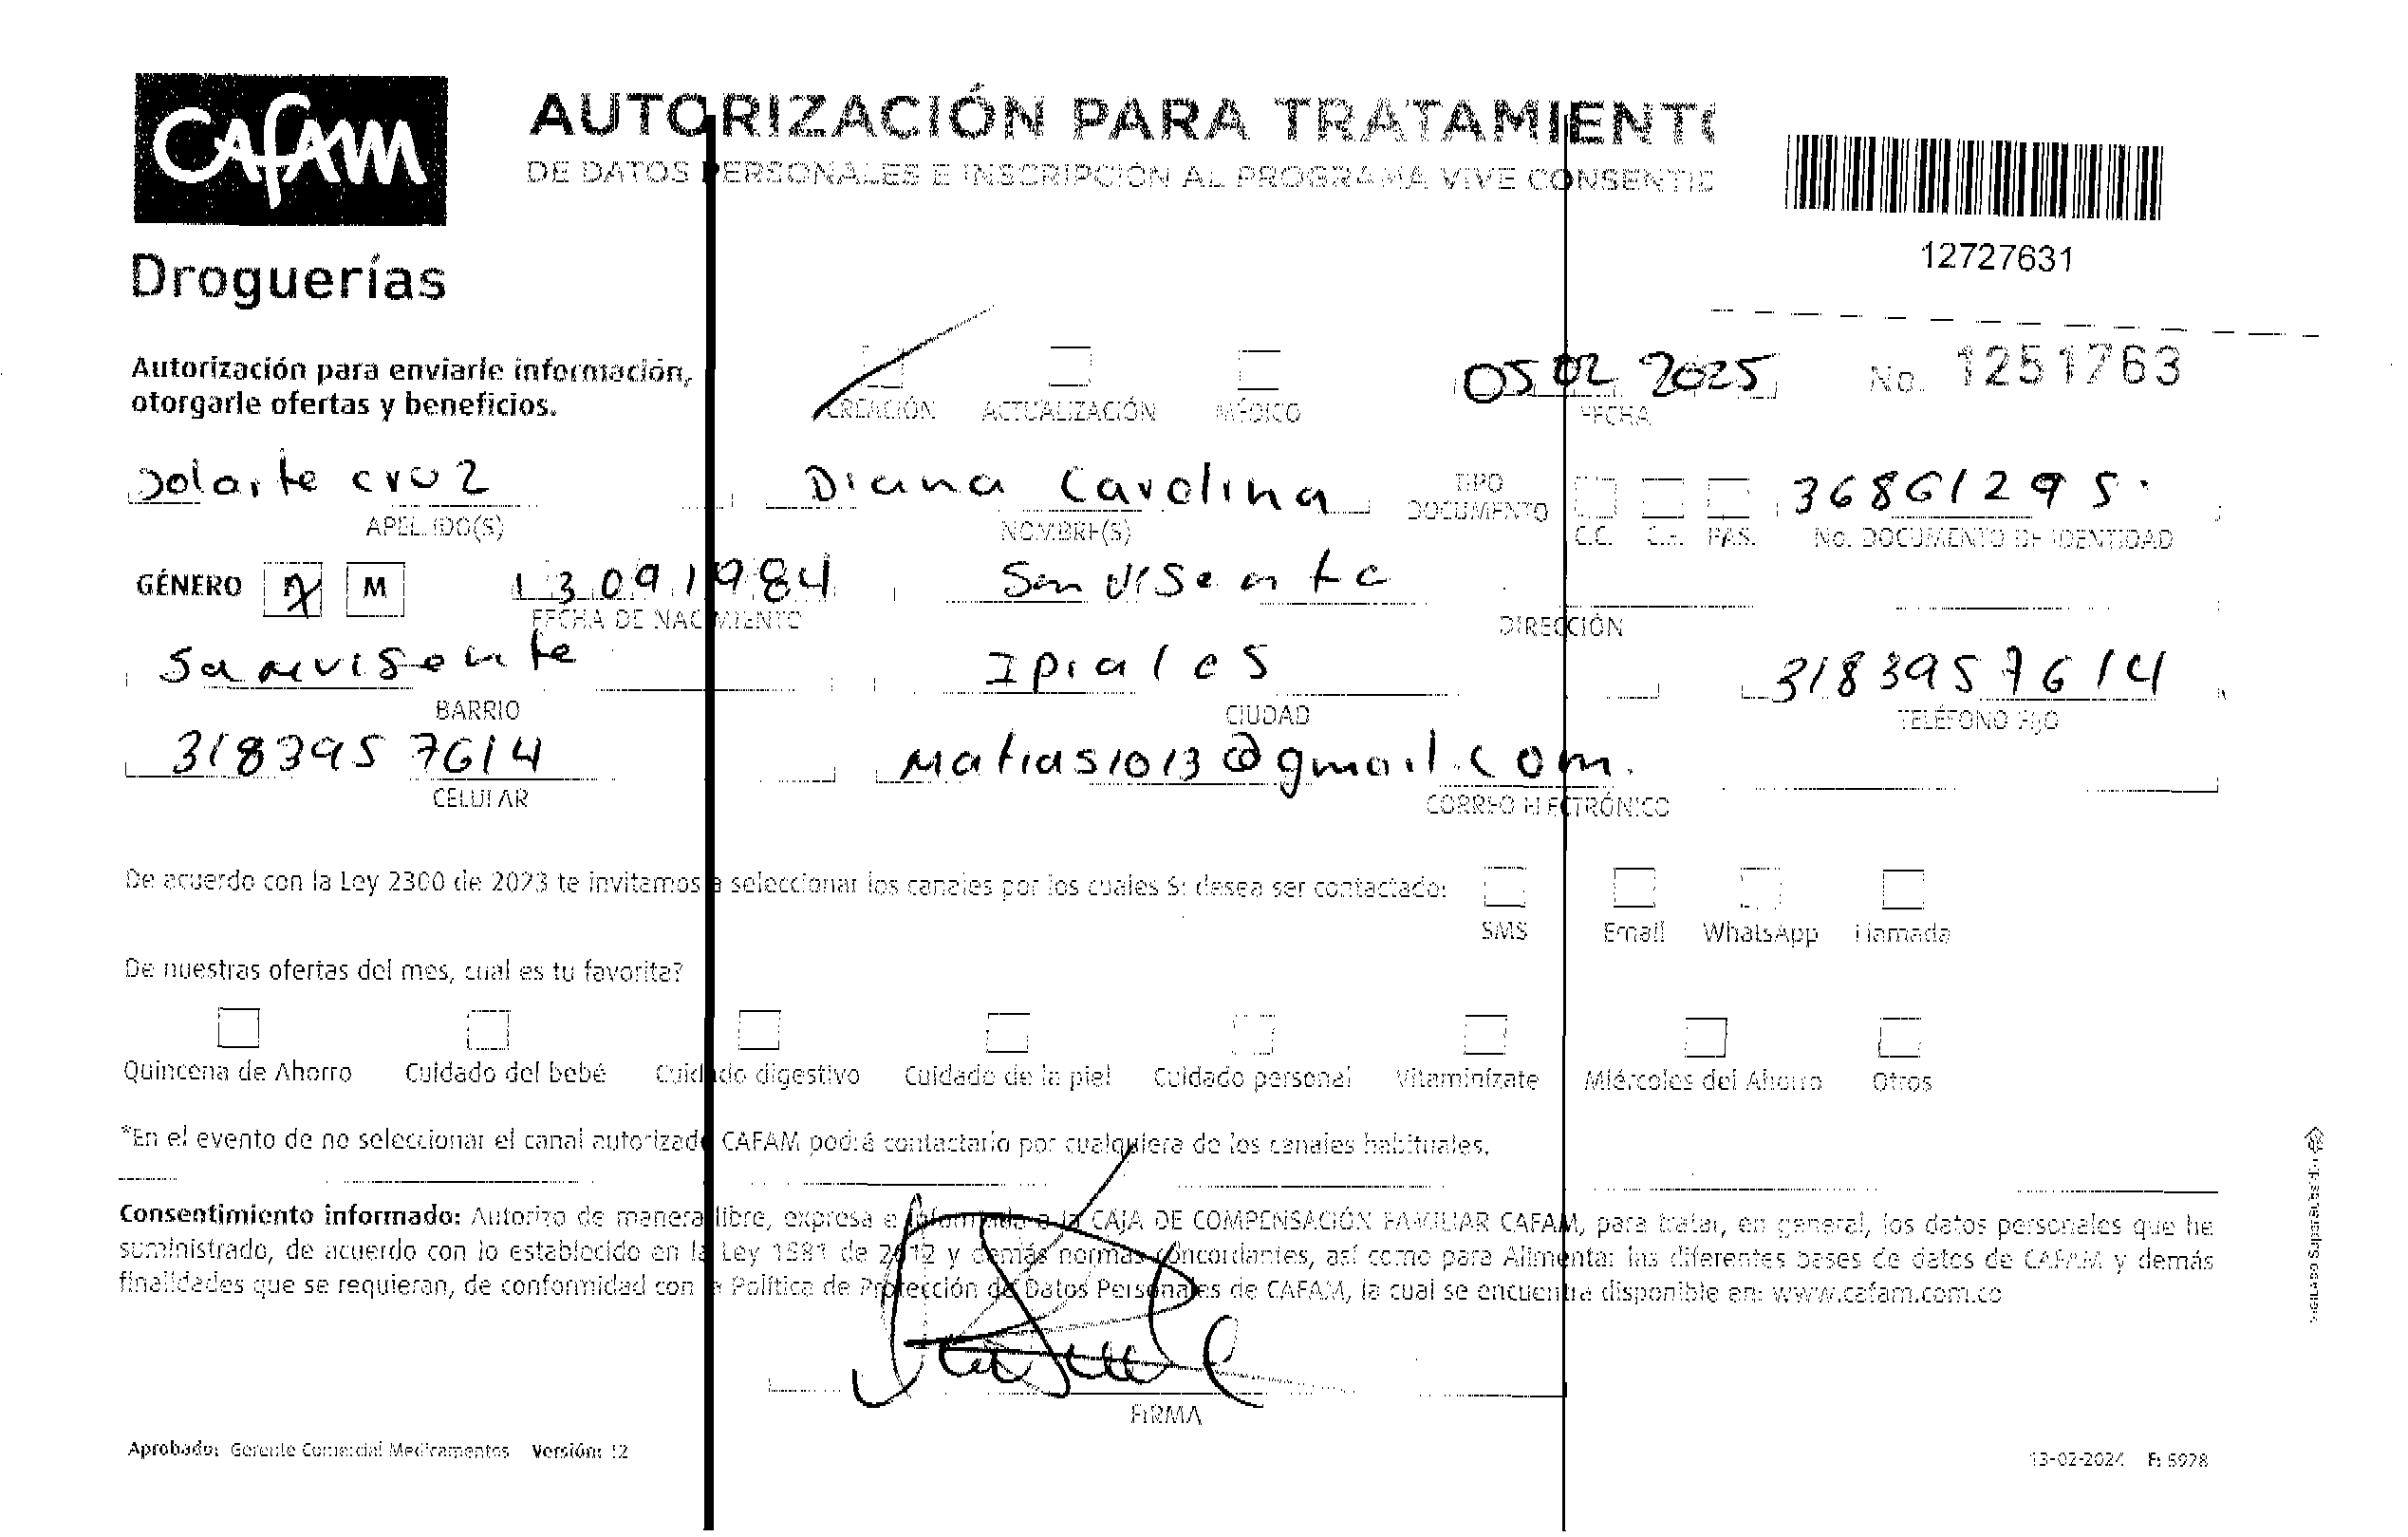 Cafam
AUTORIZACIÓN PARA TRATAMIENTO
DE DATOS PERSONALES E INSCRIPCIÓN AL PROGRAMA VIVE CONSENTID
12727631
Droguerías
Autorización para enviarle información,
otorgarle ofertas y beneficios.
CREACIÓN ACTUALIZACIÓN MÉDICO
05 02 2025
FECHA
No. 1251763
Dolarte cruz Diana Carolina
TIPO DOCUMENTO C.C. C.E. PAS. 36861295.
APELLIDO(S) NOMBRE(S) No. DOCUMENTO DE IDENTIDAD
GÉNERO F M 13091984 San Visente
FECHA DE NACIMIENTO DIRECCIÓN
Sanvisente Ipiales 3183957614
BARRIO CIUDAD TELÉFONO FIJO
3183957614 Matias1013@gmail.com.
CELULAR CORREO ELECTRÓNICO
De acuerdo con la Ley 2300 de 2023 te invitamos a seleccionar los canales por los cuales Sí desea ser contactado:
SMS Email WhatsApp Llamada
De nuestras ofertas del mes, cual es tu favorita?
Quincena de Ahorro Cuidado del bebé Cuidado digestivo Cuidado de la piel Cuidado personal Vitaminízate Miércoles del Ahorro Otros
*En el evento de no seleccionar el canal autorizado CAFAM podrá contactarlo por cualquiera de los canales habituales.
Consentimiento informado: Autorizo de manera libre, expresa e informada a la CAJA DE COMPENSACIÓN FAMILIAR CAFAM, para tratar, en general, los datos personales que he
suministrado, de acuerdo con lo establecido en la Ley 1581 de 2012 y demás normas concordantes, así como para Alimentar las diferentes bases de datos de CAFAM y demás
finalidades que se requieran, de conformidad con la Política de Protección de Datos Personales de CAFAM, la cual se encuentra disponible en: www.cafam.com.co
FIRMA
Aprobado: Gerente Comercial Medicamentos Versión: 12
13-02-2024 F: 5928